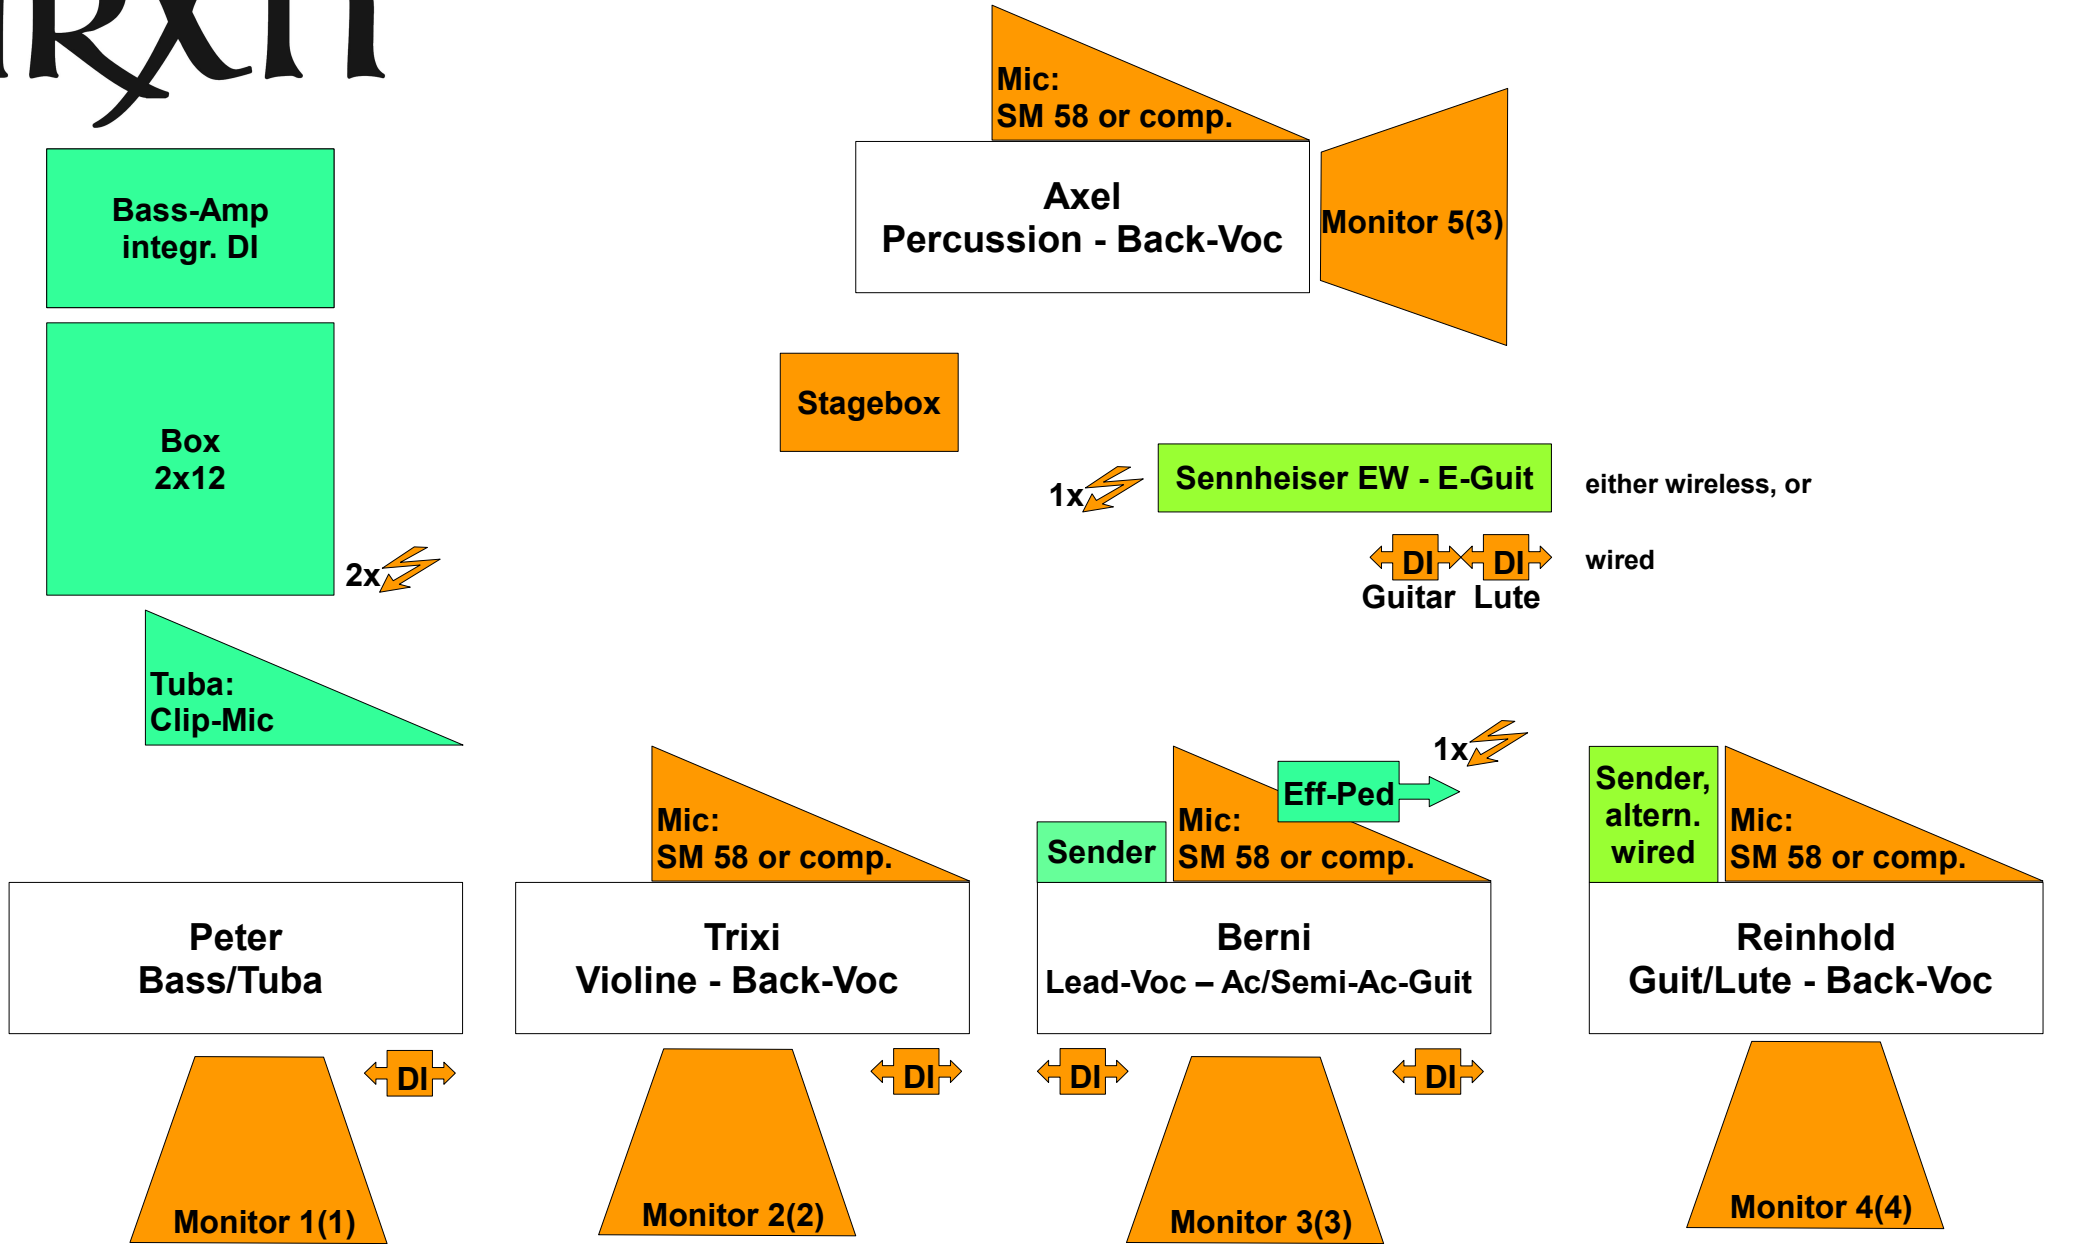 Mic:
SM 58 or comp.
Axel
Percussion - Back-Voc
Monitor 5(3)
Bass-Amp
integr. DI
Box
2x12
2x
Stagebox
1x
Sennheiser EW - E-Guit
either wireless, or
DI
DI
wired
Guitar
Lute
Tuba:
Clip-Mic
Mic:
SM 58 or comp.
Sender
Mic:
SM 58 or comp.
Eff-Ped
1x
Sender,
altern.
wired
Mic:
SM 58 or comp.
Peter
Bass/Tuba
Trixi
Violine - Back-Voc
Berni
Lead-Voc – Ac/Semi-Ac-Guit
Reinhold
Guit/Lute - Back-Voc
DI
DI
DI
DI
Monitor 1(1)
Monitor 2(2)
Monitor 3(3)
Monitor 4(4)